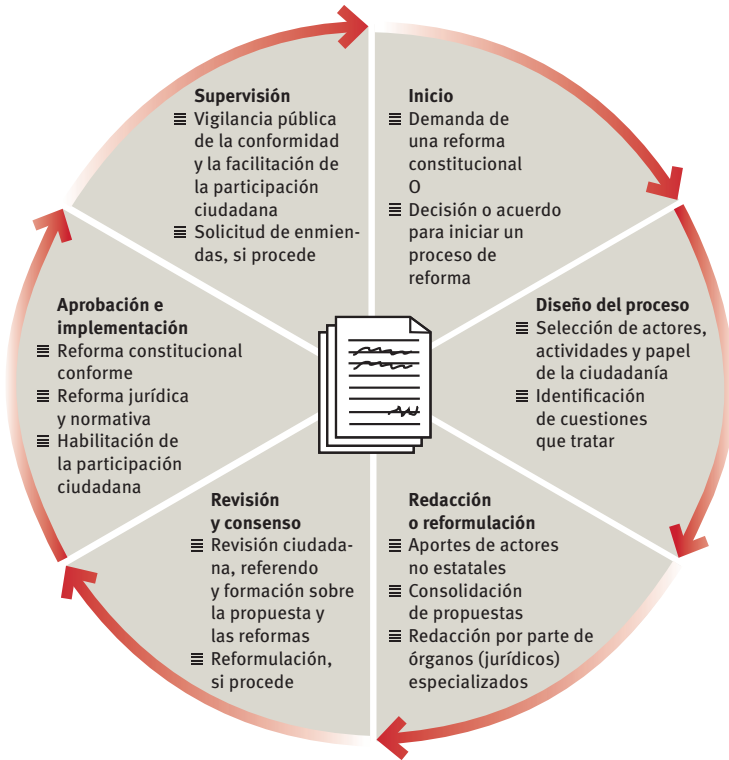 Inicio
≣ Demanda de
una reforma
constitucional
O
≣ Decisión o acuerdo
para iniciar un
proceso de
reforma
Diseño del proceso
≣ Selección de actores,
actividades y papel
de la ciudadanía
≣ Identificación
de cuestiones
que tratar
Redacción
o reformulación
≣ Aportes de actores
no estatales
≣ Consolidación
de propuestas
≣ Redacción por parte de
órganos (jurídicos)
especializados
Revisión
y consenso
≣ Revisión ciudada-
na, referendo
y formación sobre
la propuesta y
las reformas
≣ Reformulación,
si procede
Aprobación e
implementación
≣ Reforma constitucional
conforme
≣ Reforma jurídica
y normativa
≣ Habilitación de
la participación
ciudadana
Supervisión
≣ Vigilancia pública
de la conformidad
y la facilitación de
la participación
ciudadana
≣ Solicitud de enmien-
das, si procede